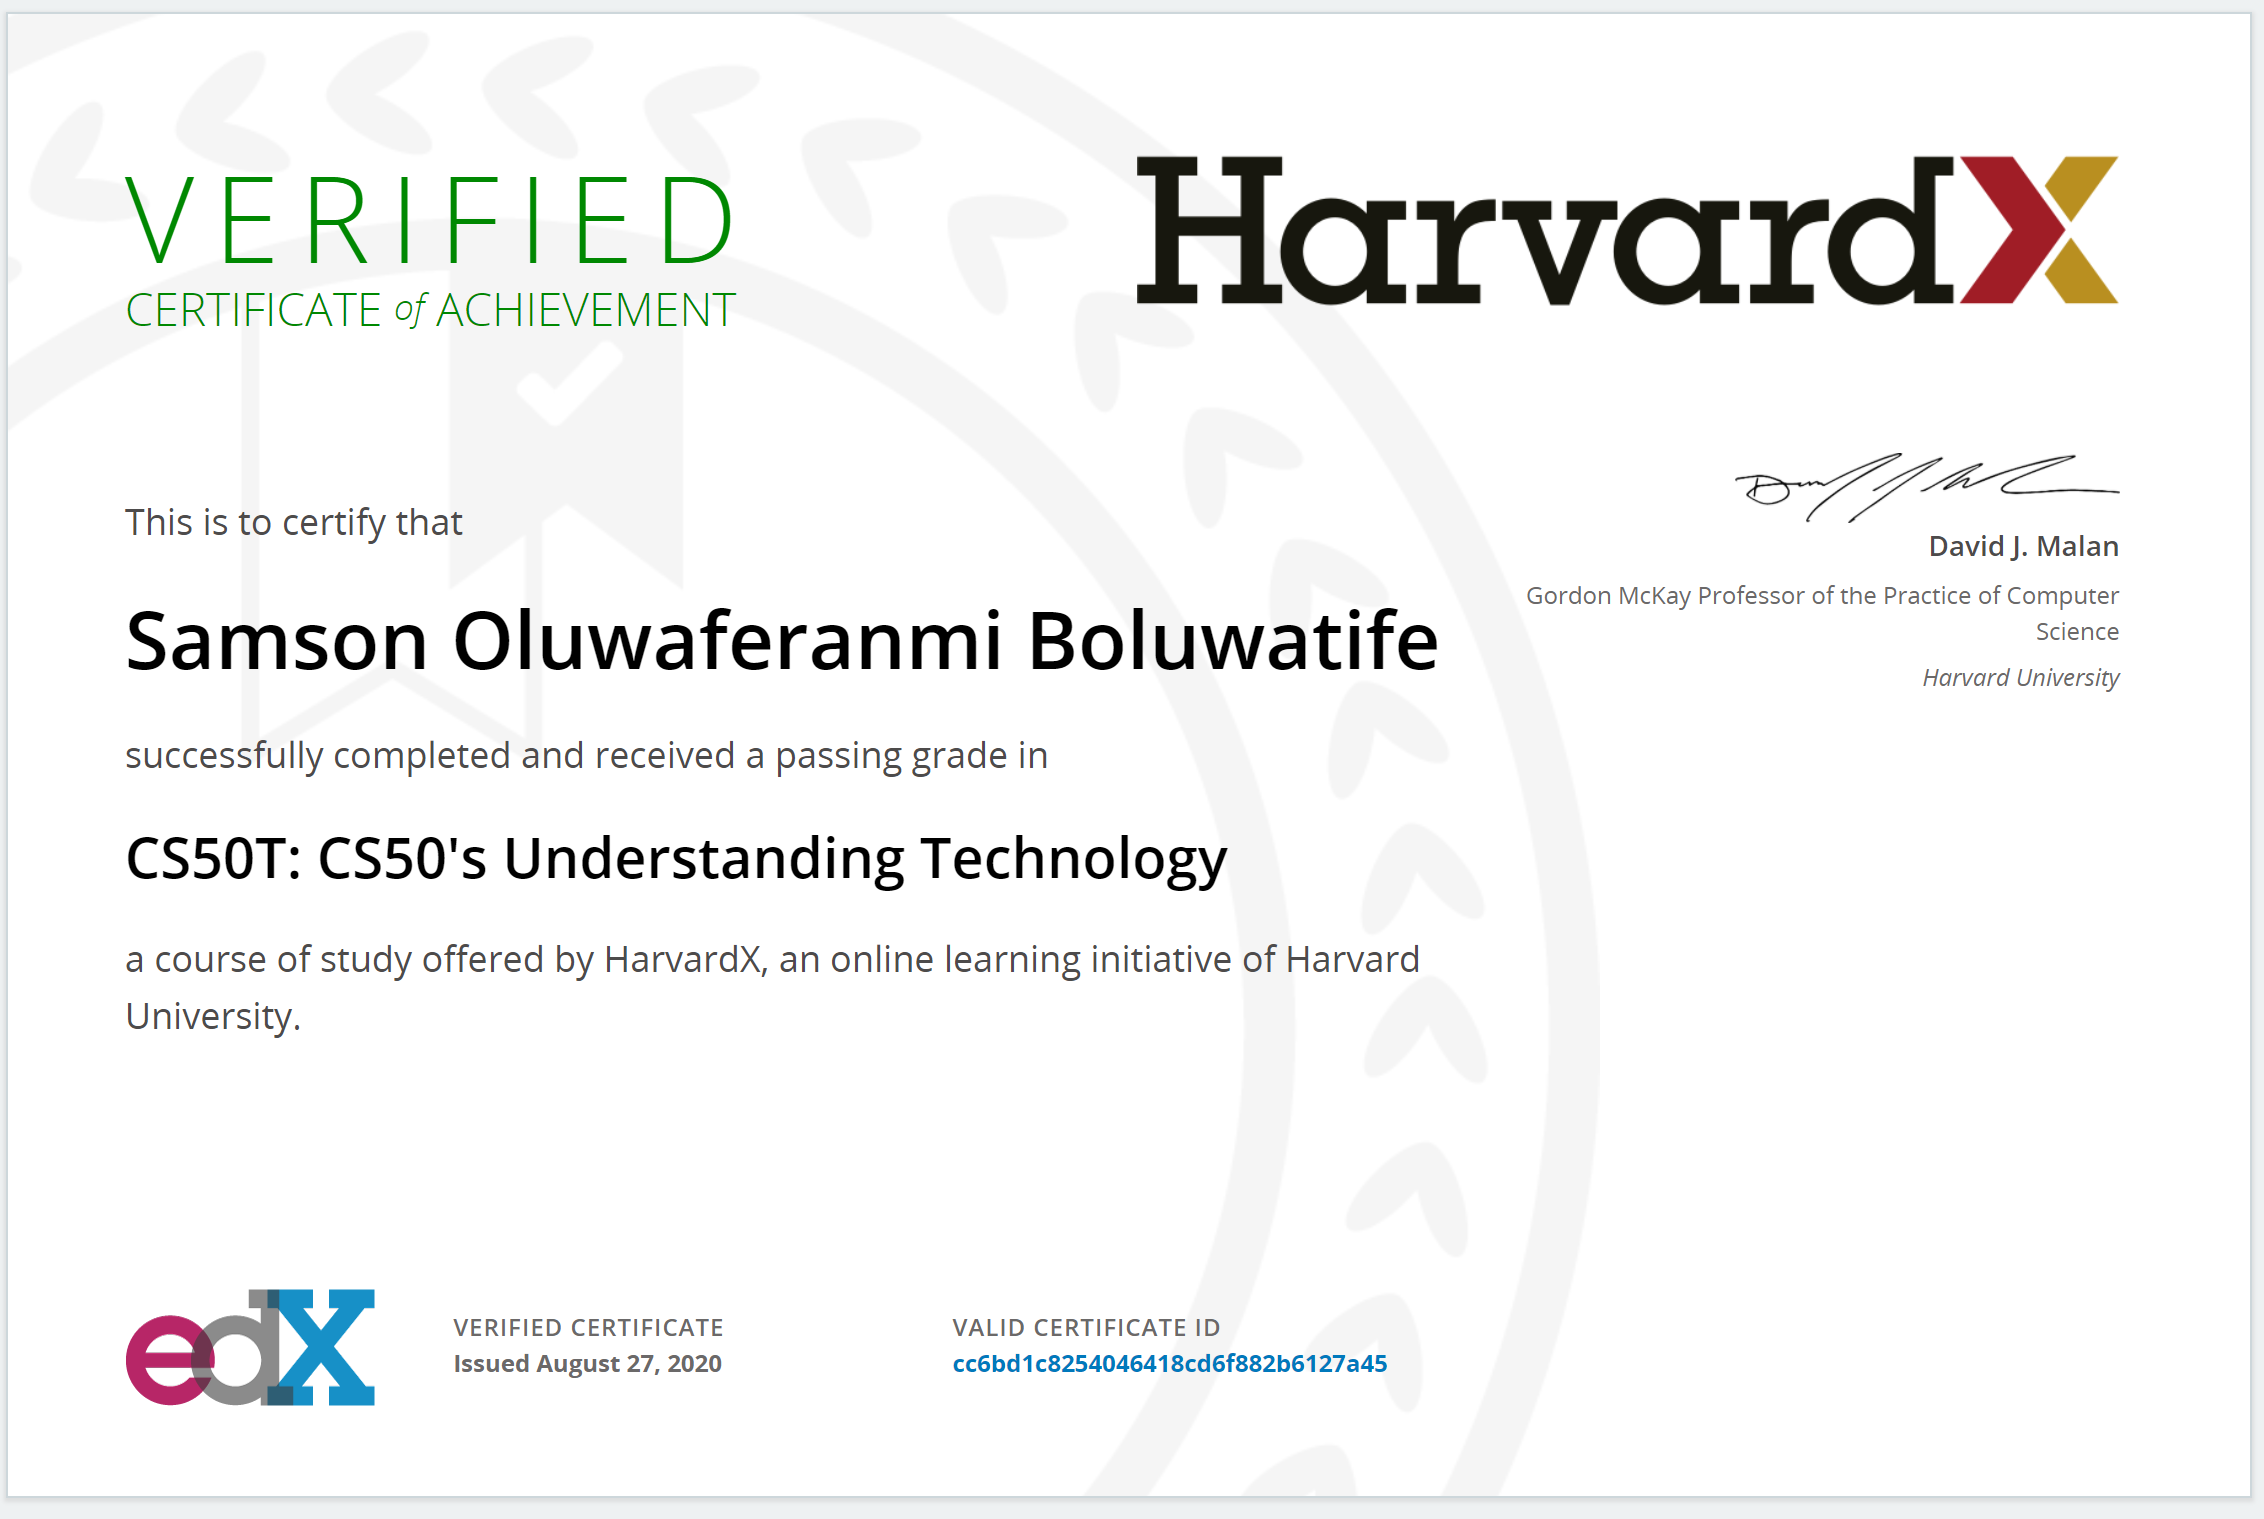 VERIFIED
CERTIFICATE of ACHIEVEMENT
HarvardX
This is to certify that
Samson Oluwaferanmi Boluwatife
successfully completed and received a passing grade in
CS50T: CS50's Understanding Technology
a course of study offered by HarvardX, an online learning initiative of Harvard
University.
David J. Malan
Gordon McKay Professor of the Practice of Computer
Science
Harvard University
edX
VERIFIED CERTIFICATE
Issued August 27, 2020
VALID CERTIFICATE ID
cc6bd1c8254046418cd6f882b6127a45